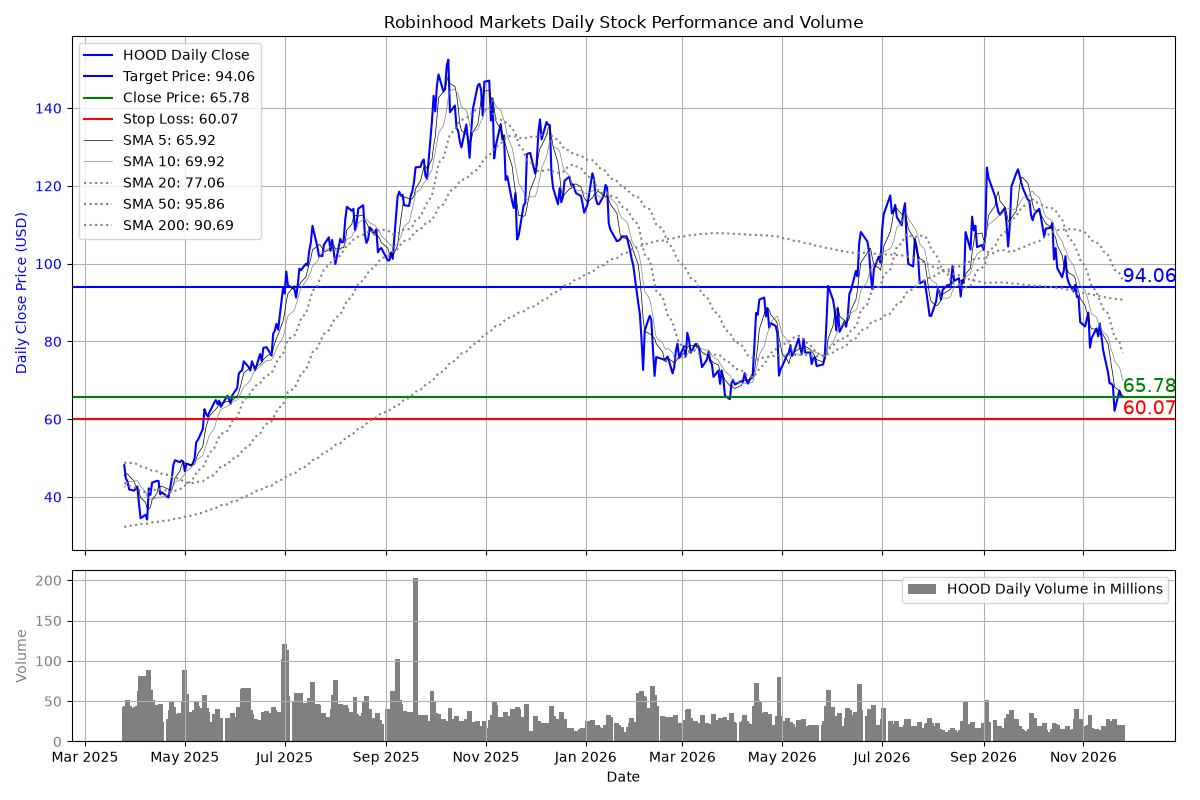 Robinhood Markets Daily Stock Performance and Volume
HOOD Daily Close
Target Price: 94.06
Close Price: 65.78
Stop Loss: 60.07
SMA 5: 65.92
SMA 10: 69.92
SMA 20: 77.06
SMA 50: 95.86
SMA 200: 90.69
Daily Close Price (USD)
140
120
100
80
60
40
94.06
65.78
60.07
HOOD Daily Volume in Millions
Volume
200
150
100
50
0
Mar 2025 May 2025 Jul 2025 Sep 2025 Nov 2025 Jan 2026 Mar 2026 May 2026 Jul 2026 Sep 2026 Nov 2026
Date